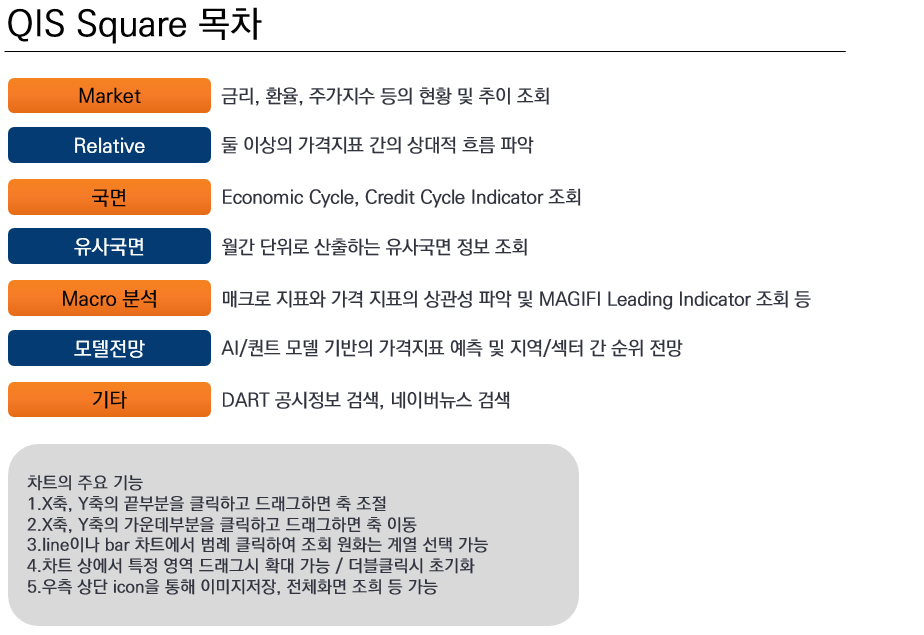 QIS Square 목차
Market 금리, 환율, 주가지수 등의 현황 및 추이 조회
Relative 둘 이상의 가격지표 간의 상대적 흐름 파악
국면 Economic Cycle, Credit Cycle Indicator 조회
유사국면 월간 단위로 산출하는 유사국면 정보 조회
Macro 분석 매크로 지표와 가격 지표의 상관성 파악 및 MAGIFI Leading Indicator 조회 등
모델전망 AI/퀀트 모델 기반의 가격지표 예측 및 지역/섹터 간 순위 전망
기타 DART 공시정보 검색, 네이버뉴스 검색
차트의 주요 기능
1.X축, Y축의 끝부분을 클릭하고 드래그하면 축 조절
2.X축, Y축의 가운데부분을 클릭하고 드래그하면 축 이동
3.line이나 bar 차트에서 범례 클릭하여 조회 원화는 계열 선택 가능
4.차트 상에서 특정 영역 드래그시 확대 가능 / 더블클릭시 초기화
5.우측 상단 icon을 통해 이미지저장, 전체화면 조희 등 가능